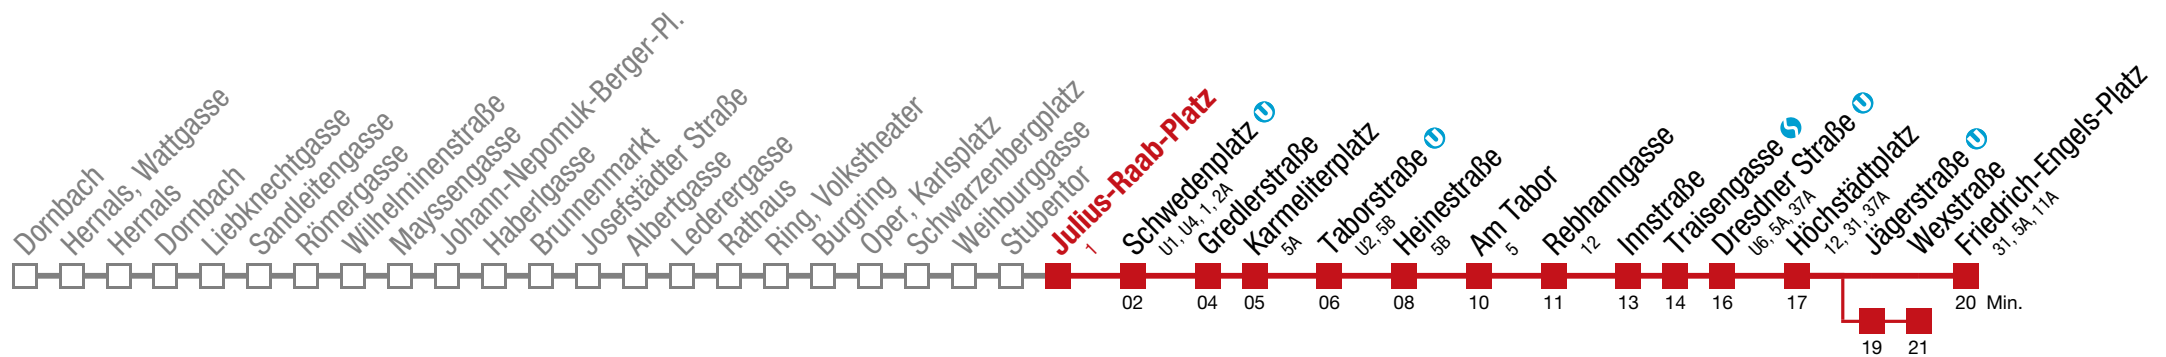 Dornbach
Hernals, Wattgasse
Hernals
Dornbach
Liebknechtgasse
Sandleitengasse
Römergasse
Wilhelminenstraße
Mayssengasse
Johann-Nepomuk-Berger-Pl.
Haberlgasse
Brunnenmarkt
Josefstädter Straße
Albertgasse
Lederergasse
Rathaus
Ring, Volkstheater
Burgring
Oper, Karlsplatz
Schwarzenbergplatz
Weihburggasse
Stubentor
Julius-Raab-Platz
1
Schwedenplatz U
U1, U4, 1, 2A
Gredlerstraße
Karmeliterplatz
5A
Taborstraße U
U2, 5B
Heinestraße
5B
Am Tabor
5
Rebhanngasse
12
Innstraße
Traisengasse S
Dresdner Straße U
U6, 5A, 37A
Höchstädtplatz
12, 31, 37A
Jägerstraße U
Wexstraße
Friedrich-Engels-Platz
31, 5A, 11A
02 04 05 06 08 10 11 13 14 16 17 20 Min.
19 21